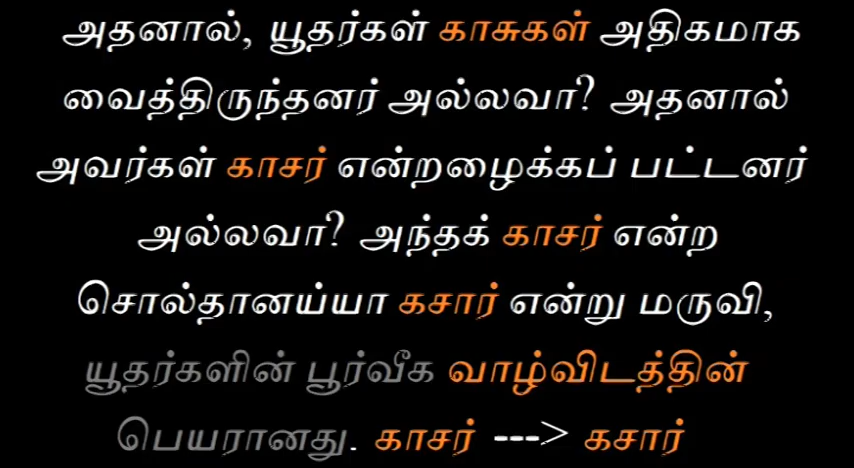 அதனால், யூதர்கள் காசுகள் அதிகமாக
வைத்திருந்தனர் அல்லவா? அதனால்
அவர்கள் காசர் என்றழைக்கப் பட்டனர்
அல்லவா? அந்தக் காசர் என்ற
சொல்தானய்யா கசார் என்று மருவி,
யூதர்களின் பூர்வீக வாழ்விடத்தின்
பெயரானது. காசர் ---> கசார்